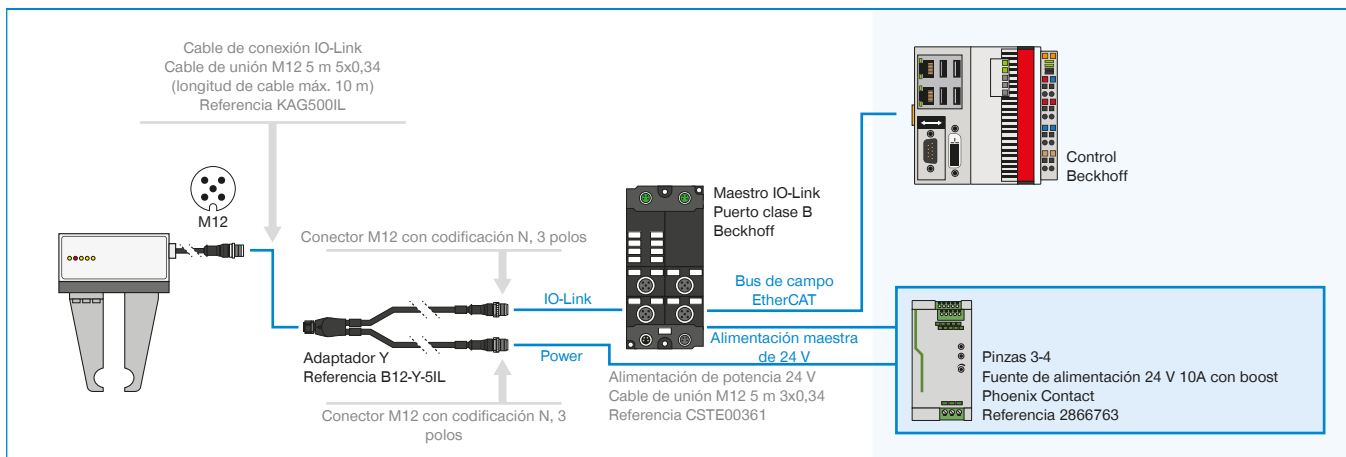 Cable de conexión IO-Link
Cable de unión M12 5 m 5x0,34
(longitud de cable máx. 10 m)
Referencia KAG500IL
M12
Conector M12 con codificación N, 3 polos
Maestro IO-Link
Puerto clase B
Beckhoff
Control
Beckhoff
IO-Link
Bus de campo
EtherCAT
Adaptador Y
Referencia B12-Y-5IL
Power
Alimentación maestra
de 24 V
Conector M12 con codificación N, 3
polos
Alimentación de potencia 24 V
Cable de unión M12 5 m 3x0,34
Referencia CSTE00361
Pinzas 3-4
Fuente de alimentación 24 V 10A con boost
Phoenix Contact
Referencia 2866763